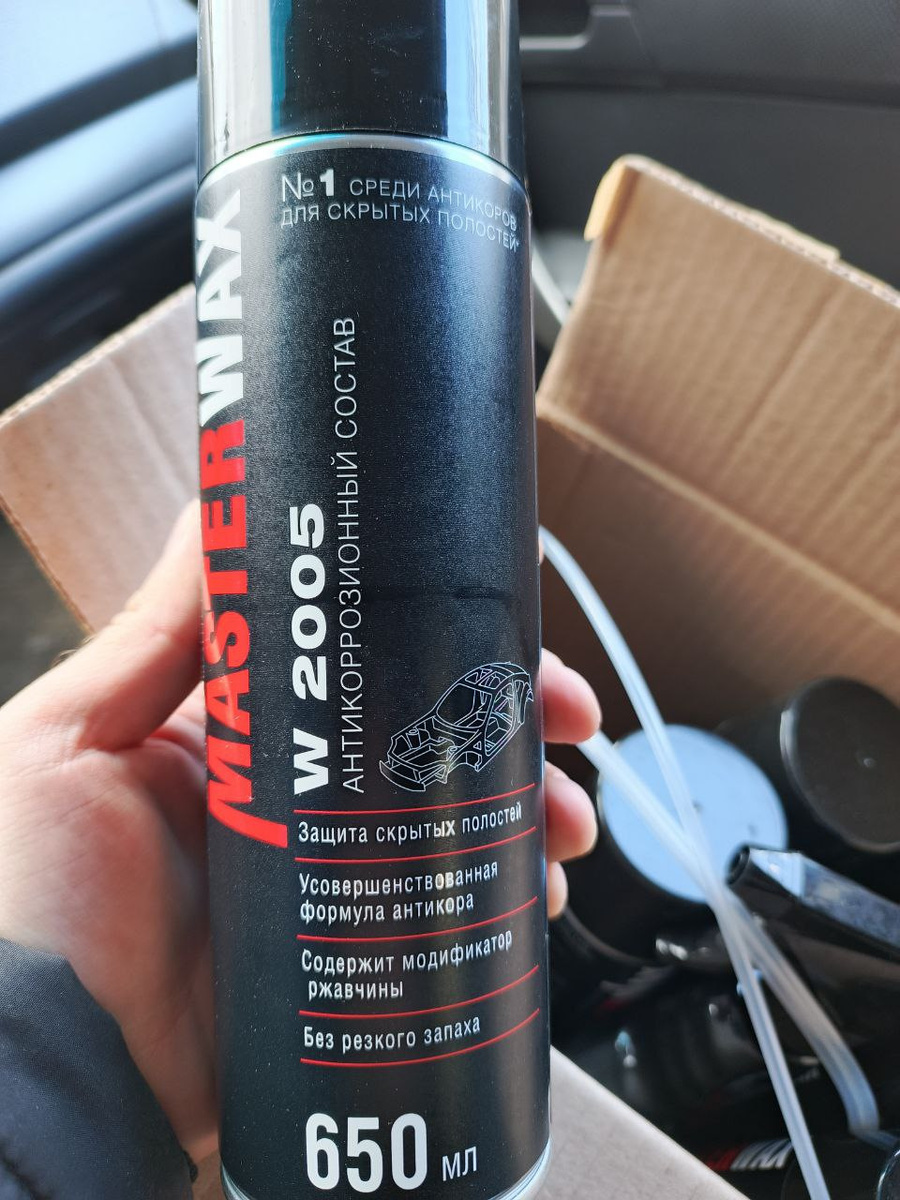 №1 СРЕДИ АНТИКОРОВ
ДЛЯ СКРЫТЫХ ПОЛОСТЕЙ*
MASTERWAX
W 2005
АНТИКОРРОЗИОННЫЙ СОСТАВ
Защита скрытых полостей
Усовершенствованная
формула антикора
Содержит модификатор
ржавчины
Без резкого запаха
650 мл